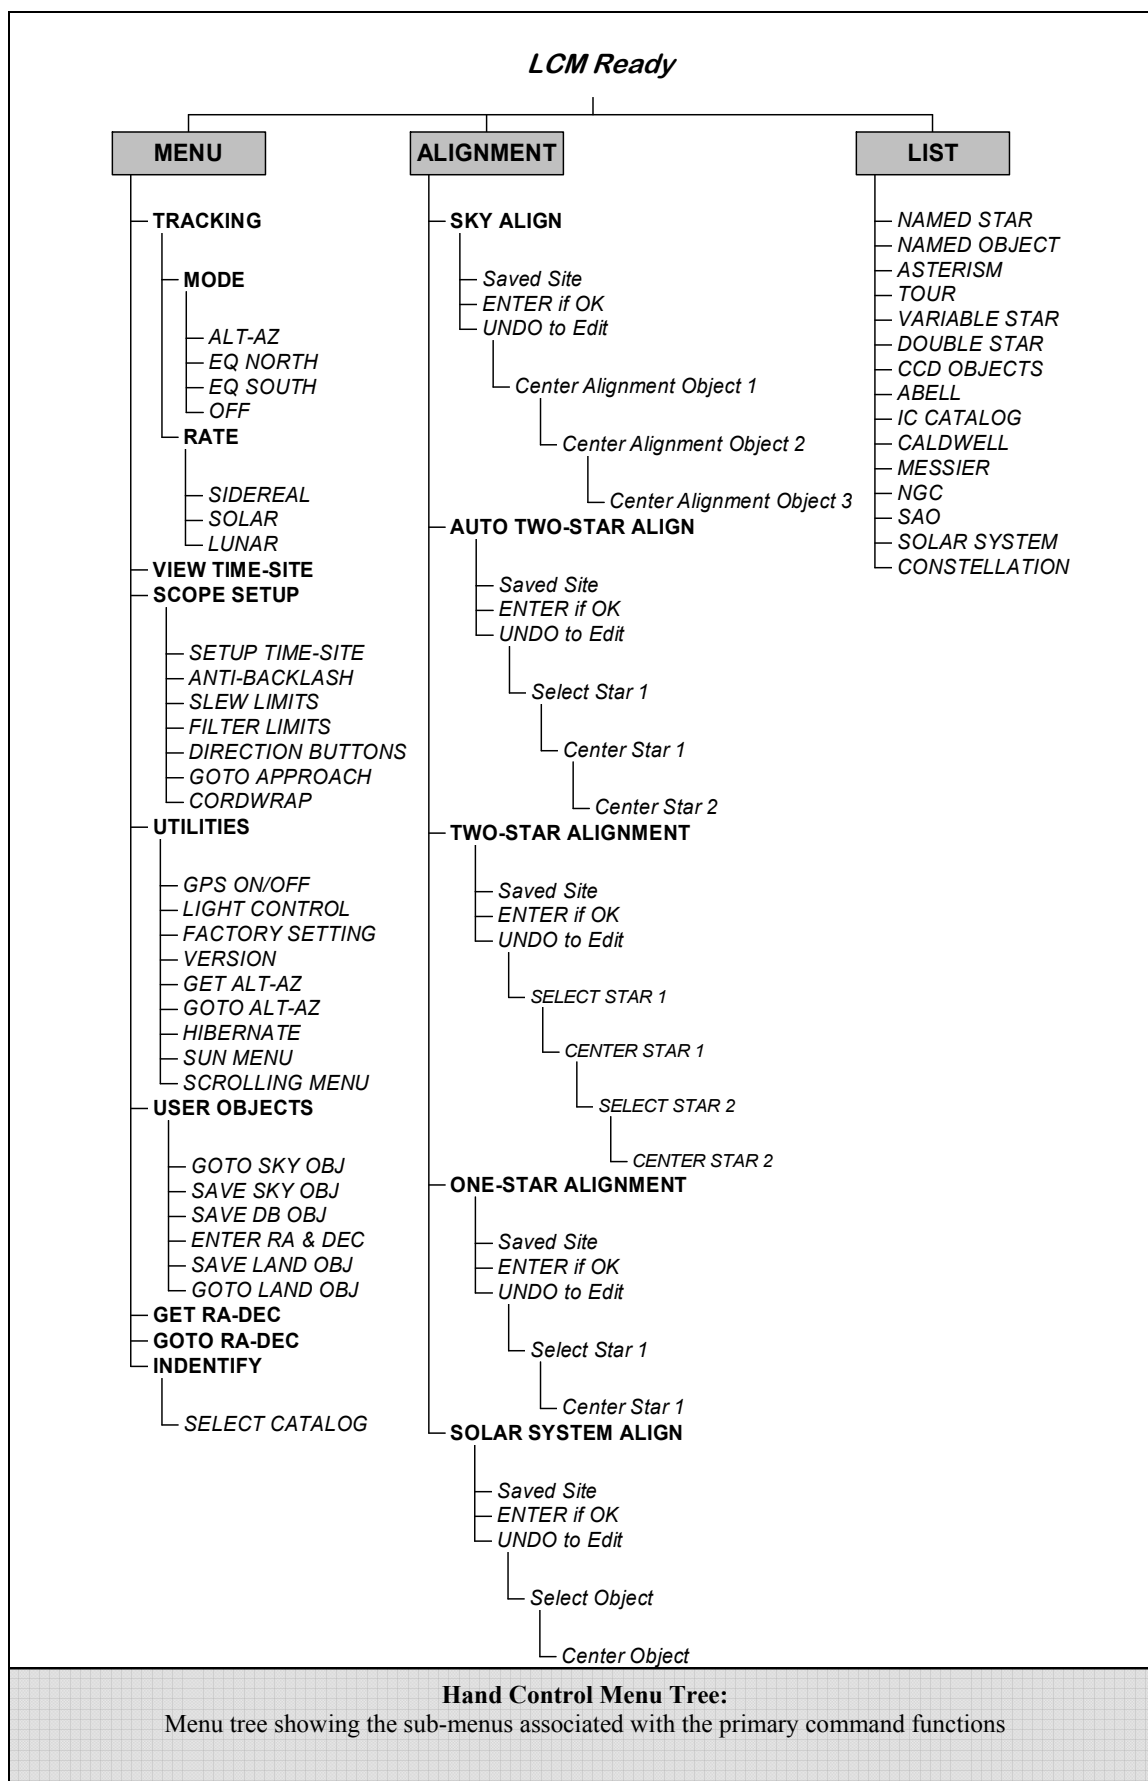 LCM Ready
MENU
TRACKING
MODE
ALT-AZ
EQ NORTH
EQ SOUTH
OFF
RATE
SIDEREAL
SOLAR
LUNAR
VIEW TIME-SITE
SCOPE SETUP
SETUP TIME-SITE
ANTI-BACKLASH
SLEW LIMITS
FILTER LIMITS
DIRECTION BUTTONS
GOTO APPROACH
CORDWRAP
UTILITIES
GPS ON/OFF
LIGHT CONTROL
FACTORY SETTING
VERSION
GET ALT-AZ
GOTO ALT-AZ
HIBERNATE
SUN MENU
SCROLLING MENU
USER OBJECTS
GOTO SKY OBJ
SAVE SKY OBJ
SAVE DB OBJ
ENTER RA & DEC
SAVE LAND OBJ
GOTO LAND OBJ
GET RA-DEC
GOTO RA-DEC
INDENTIFY
SELECT CATALOG
ALIGNMENT
SKY ALIGN
Saved Site
ENTER if OK
UNDO to Edit
Center Alignment Object 1
Center Alignment Object 2
Center Alignment Object 3
AUTO TWO-STAR ALIGN
Saved Site
ENTER if OK
UNDO to Edit
Select Star 1
Center Star 1
Center Star 2
TWO-STAR ALIGNMENT
Saved Site
ENTER if OK
UNDO to Edit
SELECT STAR 1
CENTER STAR 1
SELECT STAR 2
CENTER STAR 2
ONE-STAR ALIGNMENT
Saved Site
ENTER if OK
UNDO to Edit
Select Star 1
Center Star 1
SOLAR SYSTEM ALIGN
Saved Site
ENTER if OK
UNDO to Edit
Select Object
Center Object
LIST
NAMED STAR
NAMED OBJECT
ASTERISM
TOUR
VARIABLE STAR
DOUBLE STAR
CCD OBJECTS
ABELL
IC CATALOG
CALDWELL
MESSIER
NGC
SAO
SOLAR SYSTEM
CONSTELLATION
Hand Control Menu Tree:
Menu tree showing the sub-menus associated with the primary command functions